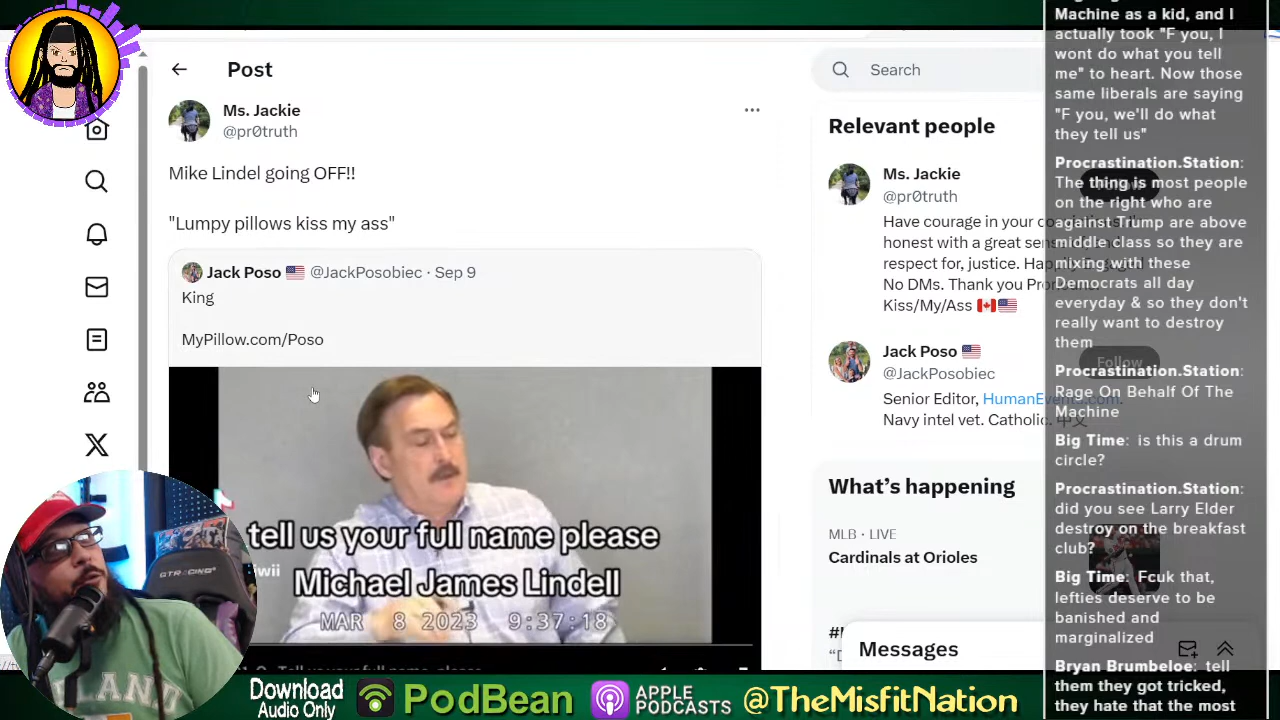 Post
Search
Ms. Jackie
@pr0truth
Mike Lindel going OFF!!
"Lumpy pillows kiss my ass"
Jack Poso 🇺🇸 @JackPosobiec · Sep 9
King
MyPillow.com/Poso
tell us your full name please
Michael James Lindell
MAR 8 2023 9:37:18
Relevant people
Ms. Jackie
@pr0truth
Have courage in your
honest with a great
respect for, justice.
No DMs. Thank you
Kiss/My/Ass 🇨🇦🇺🇸
Jack Poso 🇺🇸
@JackPosobiec
Follow
Senior Editor, HumanEvents.com.
Navy intel vet. Catholic. 中文
What's happening
MLB · LIVE
Cardinals at Orioles
Messages
Machine as a kid, and I
actually took "F you, I
wont do what you tell
me" to heart. Now those
same liberals are saying
"F you, we'll do what
they tell us"
Procrastination.Station:
The thing is most people
on the right who are
against Trump are above
middle class so they are
mixing with these
Democrats all day
everyday & so they don't
really want to destroy
them
Procrastination.Station:
Rage On Behalf Of The
Machine
Big Time: is this a drum
circle?
Procrastination.Station:
did you see Larry Elder
destroy on the breakfast
club?
Big Time: Fcuk that,
lefties deserve to be
banished and
marginalized
Bryan Brumbeloe: tell
them they got tricked,
they hate that the most
GTRACING
Download
Audio Only
PodBean
APPLE
PODCASTS
@TheMisfitNation